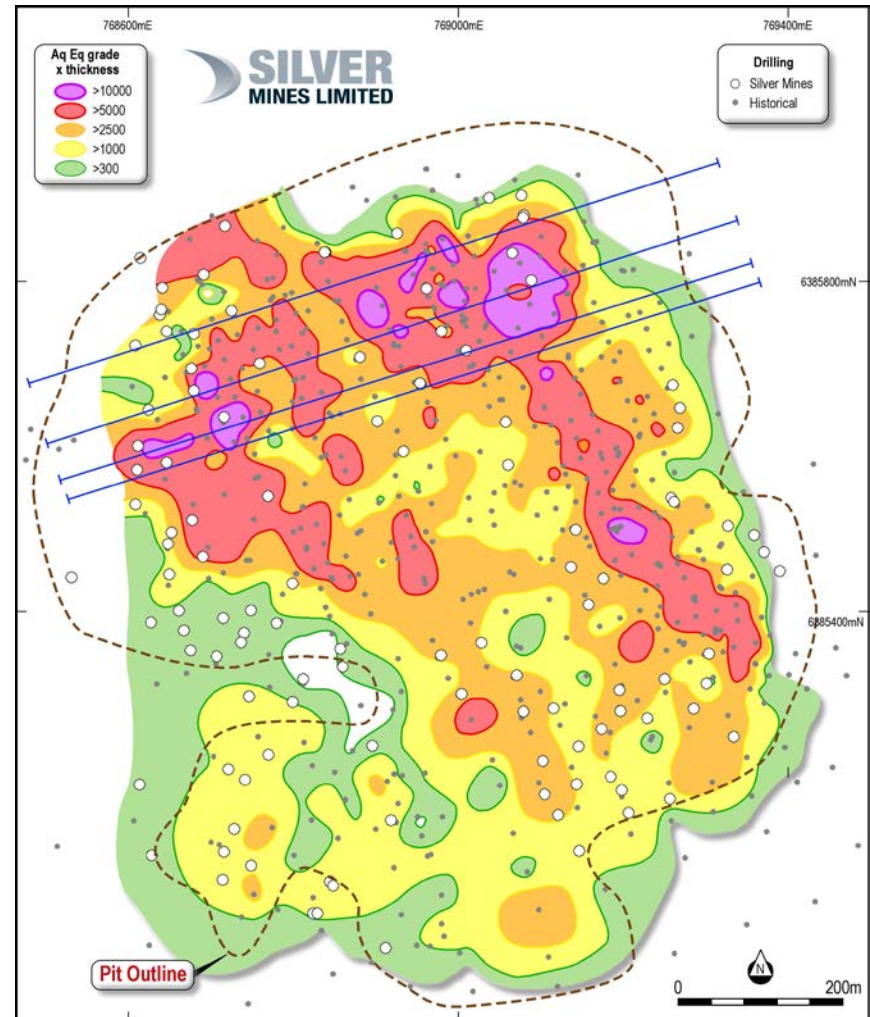 768600mE
769000mE
769400mE
Aq Eq grade
x thickness
>10000
>5000
>2500
>1000
>300
SILVER
MINES LIMITED
Drilling
Silver Mines
Historical
6385800mN
6385400mN
Pit Outline
N
0
200m